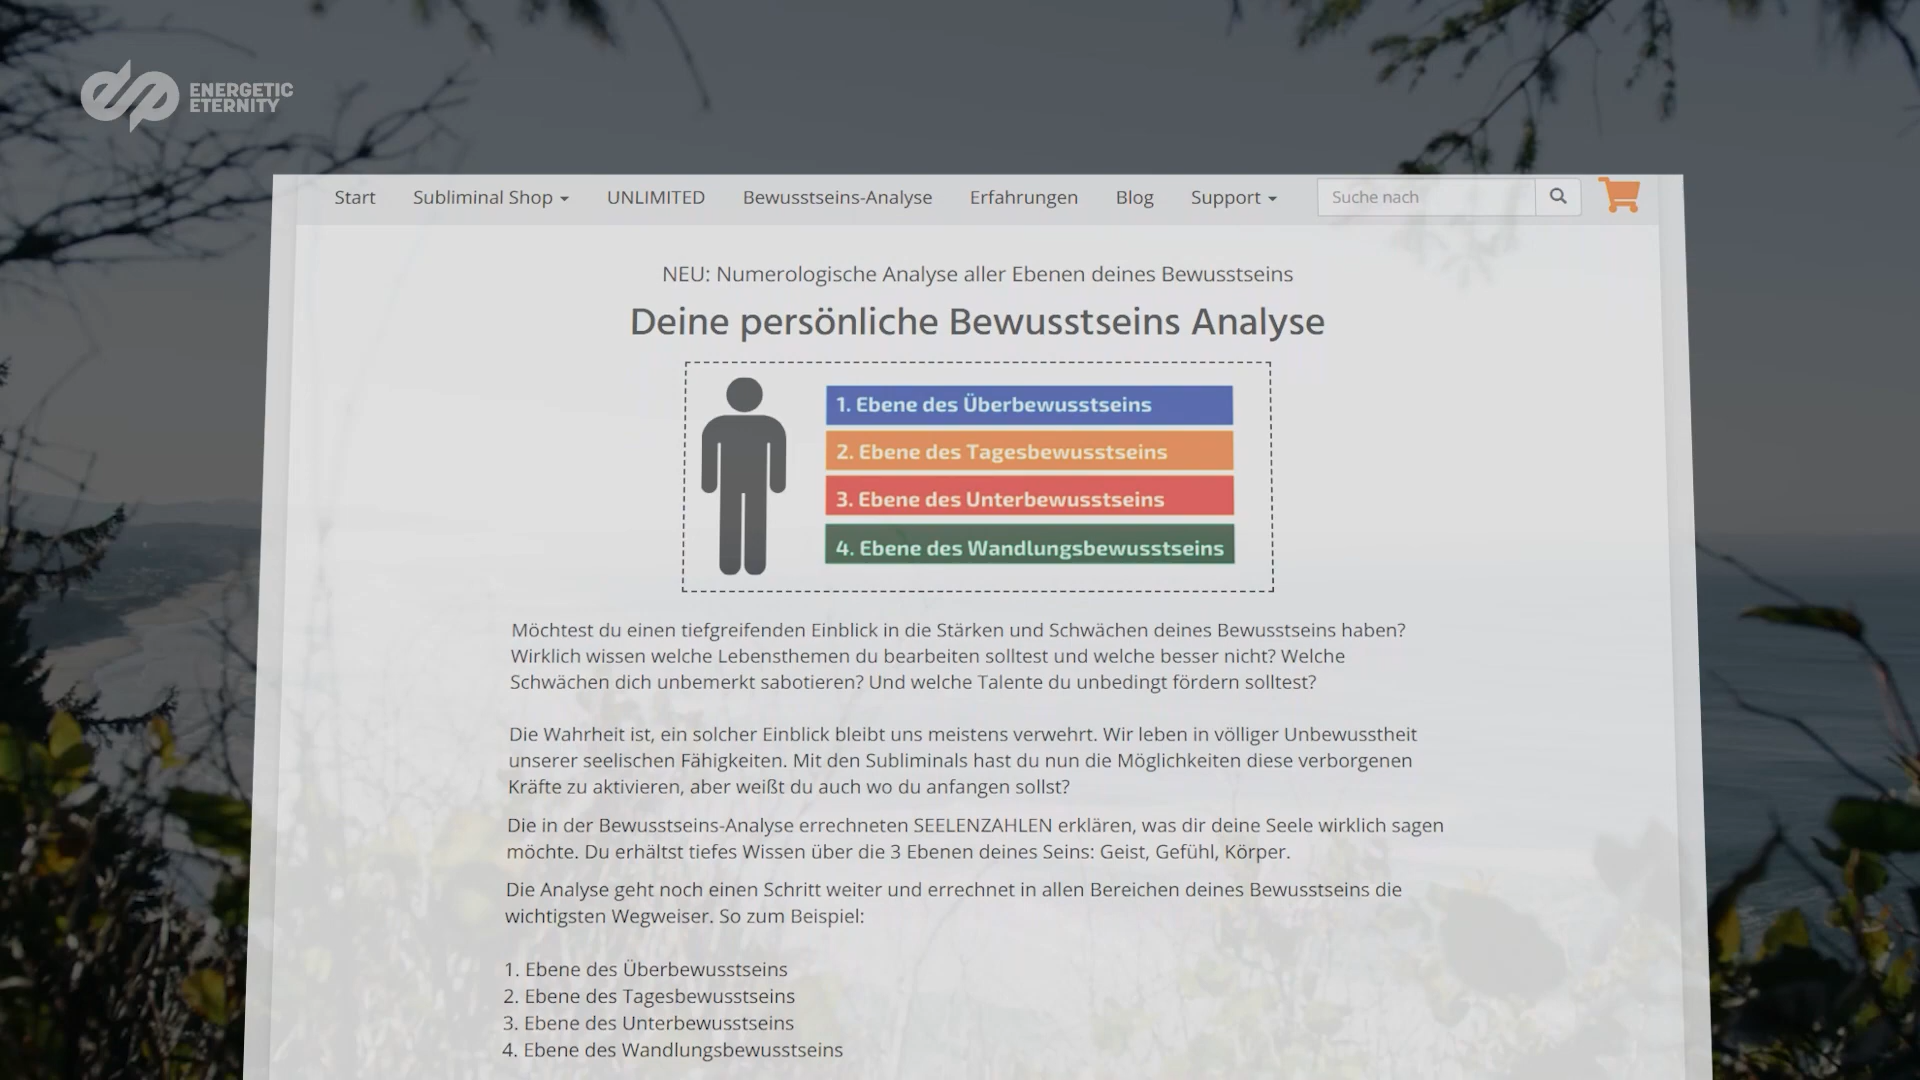 ENERGETIC
ETERNITY
Start Subliminal Shop UNLIMITED Bewusstseins-Analyse Erfahrungen Blog Support Suche nach
NEU: Numerologische Analyse aller Ebenen deines Bewusstseins
Deine persönliche Bewusstseins Analyse
1. Ebene des Überbewusstseins
2. Ebene des Tagesbewusstseins
3. Ebene des Unterbewusstseins
4. Ebene des Wandlungsbewusstseins
Möchtest du einen tiefgreifenden Einblick in die Stärken und Schwächen deines Bewusstseins haben?
Wirklich wissen welche Lebensthemen du bearbeiten solltest und welche besser nicht? Welche
Schwächen dich unbemerkt sabotieren? Und welche Talente du unbedingt fördern solltest?
Die Wahrheit ist, ein solcher Einblick bleibt uns meistens verwehrt. Wir leben in völliger Unbewusstheit
unserer seelischen Fähigkeiten. Mit den Subliminals hast du nun die Möglichkeiten diese verborgenen
Kräfte zu aktivieren, aber weißt du auch wo du anfangen sollst?
Die in der Bewusstseins-Analyse errechneten SEELENZAHLEN erklären, was dir deine Seele wirklich sagen
möchte. Du erhältst tiefes Wissen über die 3 Ebenen deines Seins: Geist, Gefühl, Körper.
Die Analyse geht noch einen Schritt weiter und errechnet in allen Bereichen deines Bewusstseins die
wichtigsten Wegweiser. So zum Beispiel:
1. Ebene des Überbewusstseins
2. Ebene des Tagesbewusstseins
3. Ebene des Unterbewusstseins
4. Ebene des Wandlungsbewusstseins